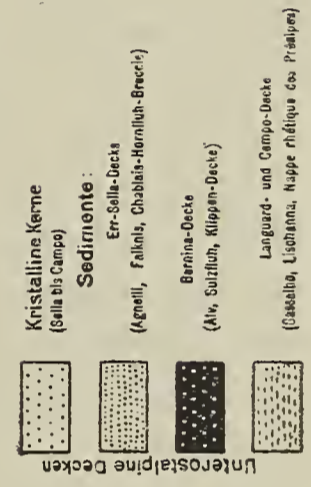 Unterostalpine Decken
Kristalline Kerne
(Sella bis Campo)
Sedimente:
Err-Sella-Decke
(Agnelli, Falknis, Chablais-Hornfluh-Breccie)
Bernina-Decke
(Alv, Sulzfluh, Klippen-Decke)
Languard- und Campo-Decke
(Casealho, Lischanna, Nappe rhétique des Préalpes)